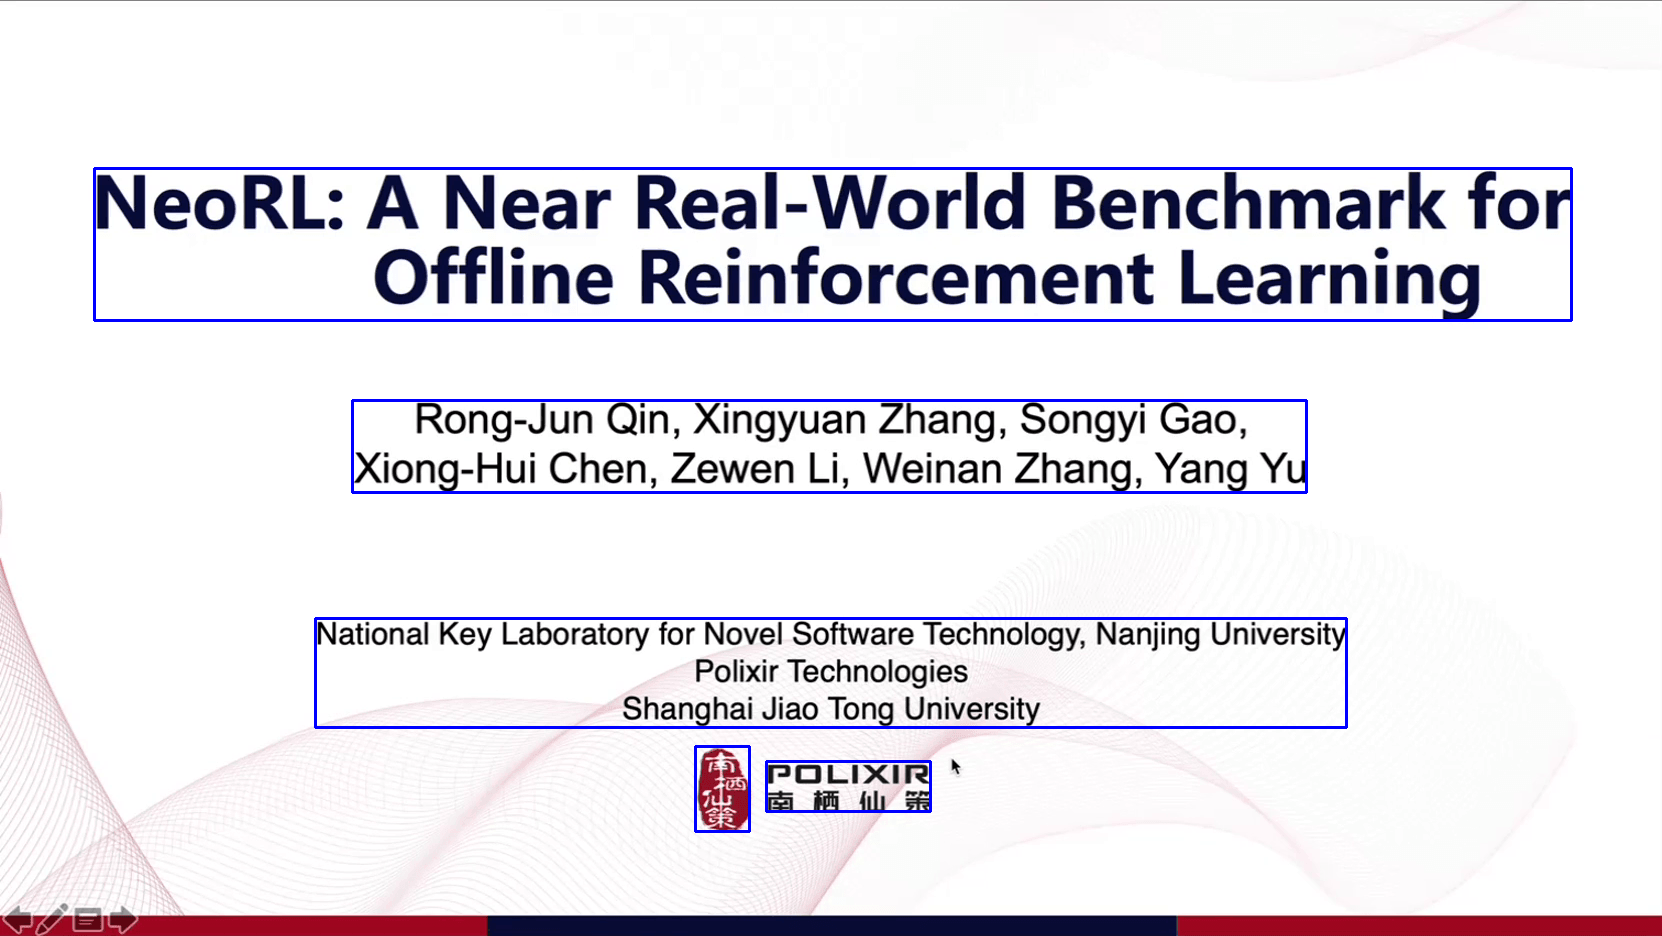 NeoRL: A Near Real-World Benchmark for
Offline Reinforcement Learning
Rong-Jun Qin, Xingyuan Zhang, Songyi Gao,
Xiong-Hui Chen, Zewen Li, Weinan Zhang, Yang Yu
National Key Laboratory for Novel Software Technology, Nanjing University
Polixir Technologies
Shanghai Jiao Tong University
南栖仙策
POLIXIR
南栖仙策